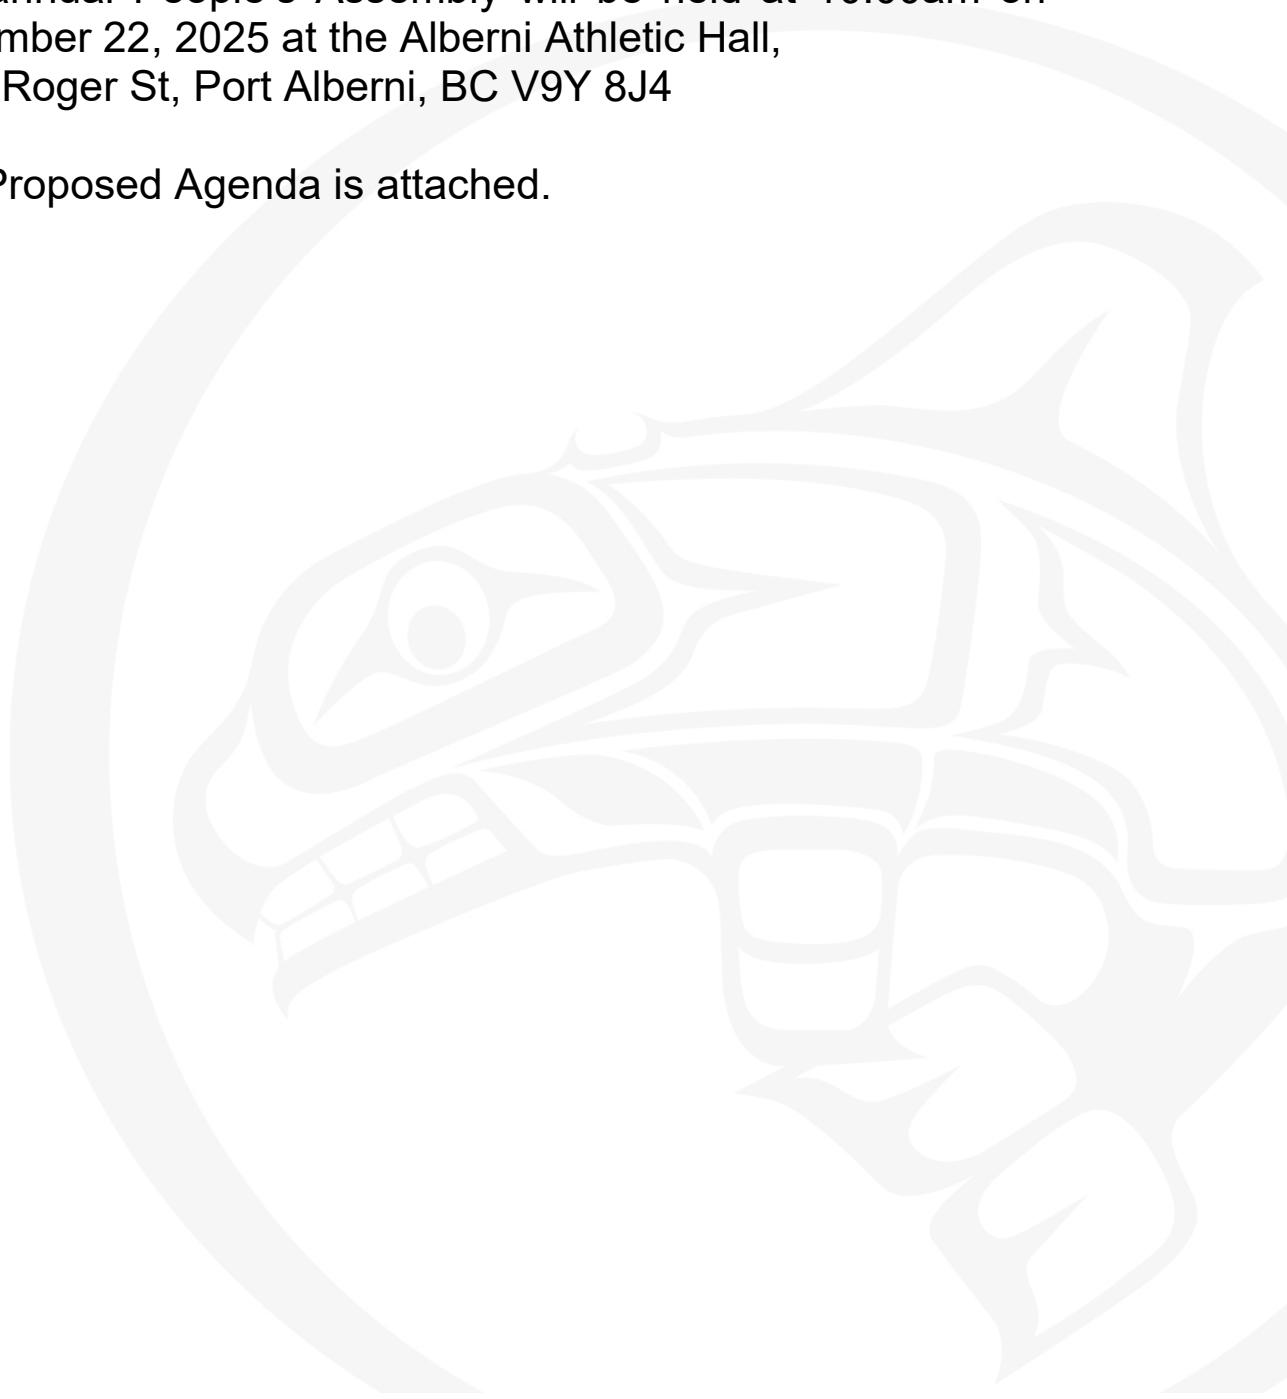 annual People's Assembly will be held at 10:00am on
mber 22, 2025 at the Alberni Athletic Hall,
Roger St, Port Alberni, BC V9Y 8J4
Proposed Agenda is attached.